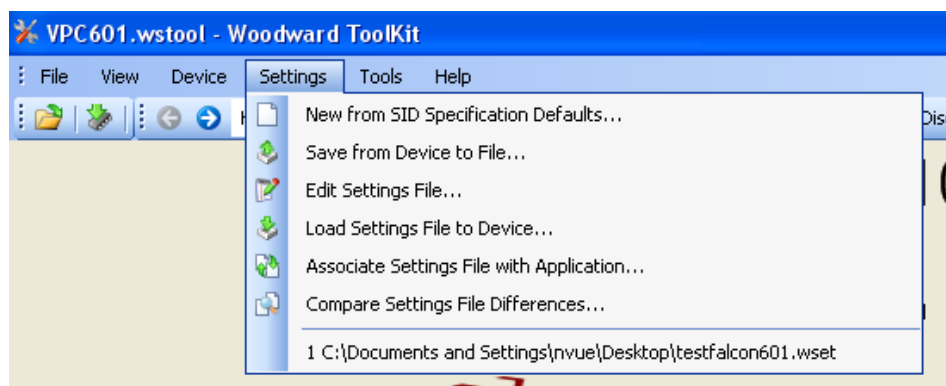 VPC601.wstool - Woodward ToolKit
File View Device Settings Tools Help
New from SID Specification Defaults...
Save from Device to File...
Edit Settings File...
Load Settings File to Device...
Associate Settings File with Application...
Compare Settings File Differences...
1 C:\Documents and Settings\nvue\Desktop\testfalcon601.wset